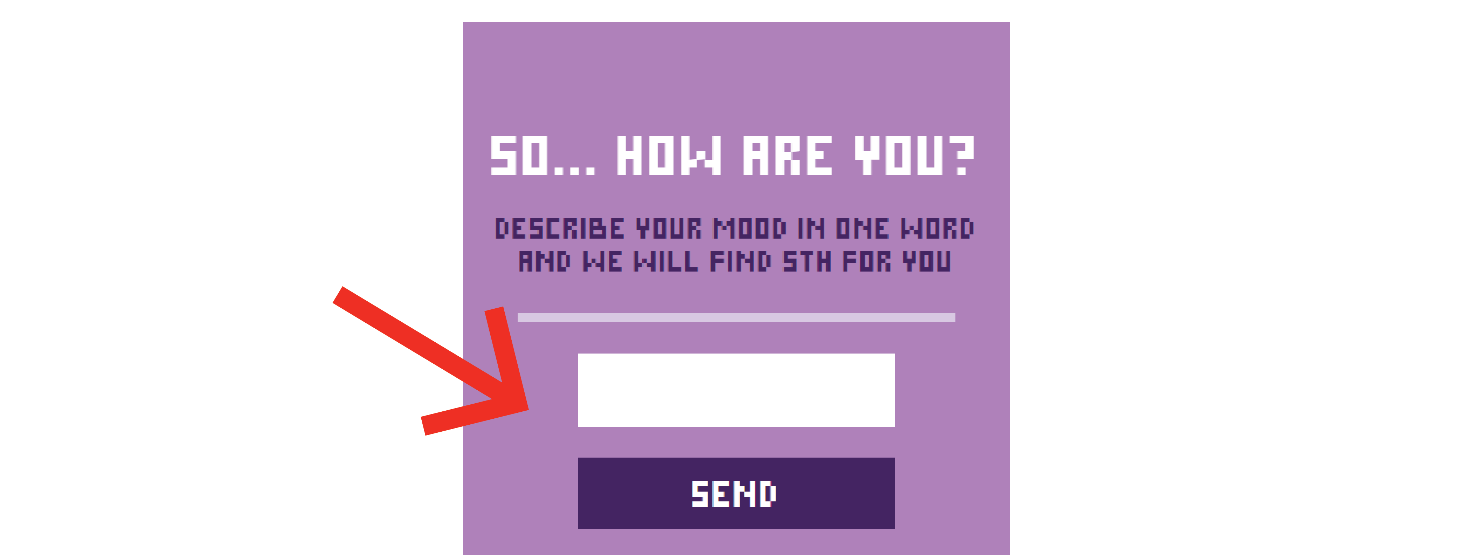 SO... HOW ARE YOU?
DESCRIBE YOUR MOOD IN ONE WORD
AND WE WILL FIND STH FOR YOU
SEND